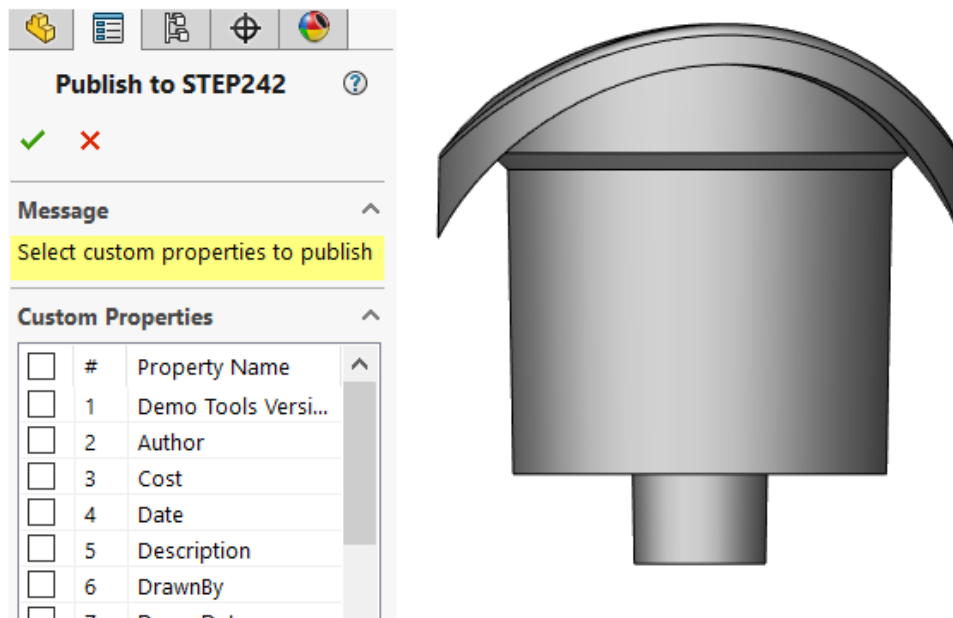 Publish to STEP242
Message
Select custom properties to publish
Custom Properties
# Property Name
1 Demo Tools Versi...
2 Author
3 Cost
4 Date
5 Description
6 DrawnBy